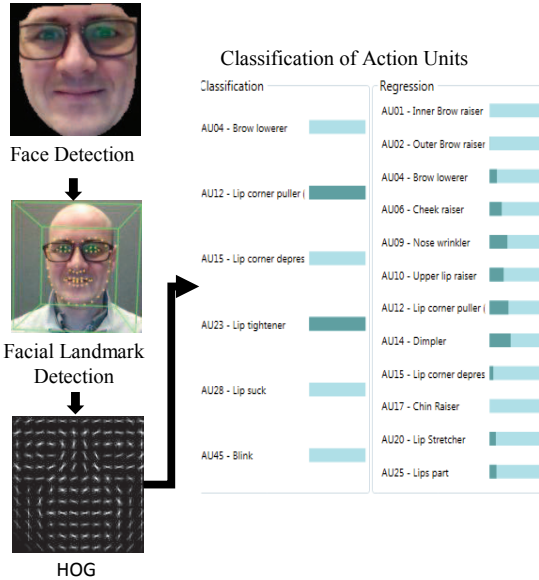 Face Detection
Facial Landmark
Detection
HOG
Classification of Action Units
Classification
AU04 - Brow lowerer
AU12 - Lip corner puller (
AU15 - Lip corner depres
AU23 - Lip tightener
AU28 - Lip suck
AU45 - Blink
Regression
AU01 - Inner Brow raiser
AU02 - Outer Brow raiser
AU04 - Brow lowerer
AU06 - Cheek raiser
AU09 - Nose wrinkler
AU10 - Upper lip raiser
AU12 - Lip corner puller (
AU14 - Dimpler
AU15 - Lip corner depres
AU17 - Chin Raiser
AU20 - Lip Stretcher
AU25 - Lips part